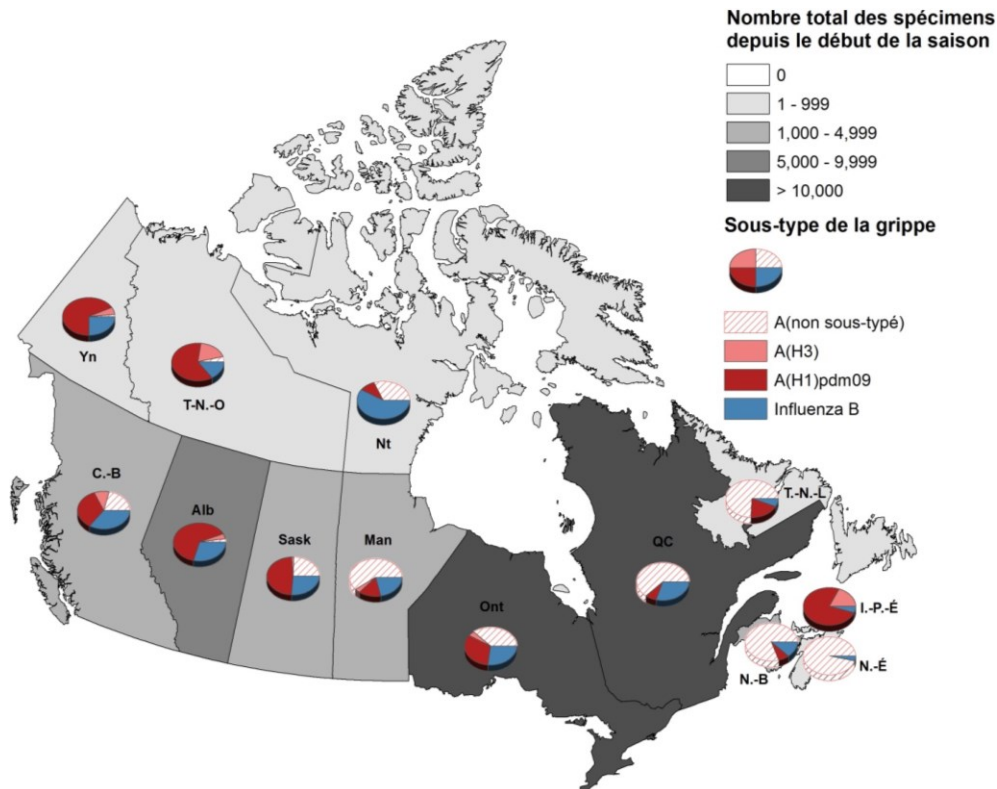 Nombre total des spécimens
depuis le début de la saison
0
1 - 999
1,000 - 4,999
5,000 - 9,999
> 10,000
Sous-type de la grippe
A(non sous-typé)
A(H3)
A(H1)pdm09
Influenza B
Yn
T-N.-O
Nt
C.-B
Alb
Sask
Man
Ont
QC
T.-N.-L
I.-P.-É
N.-B
N.-É